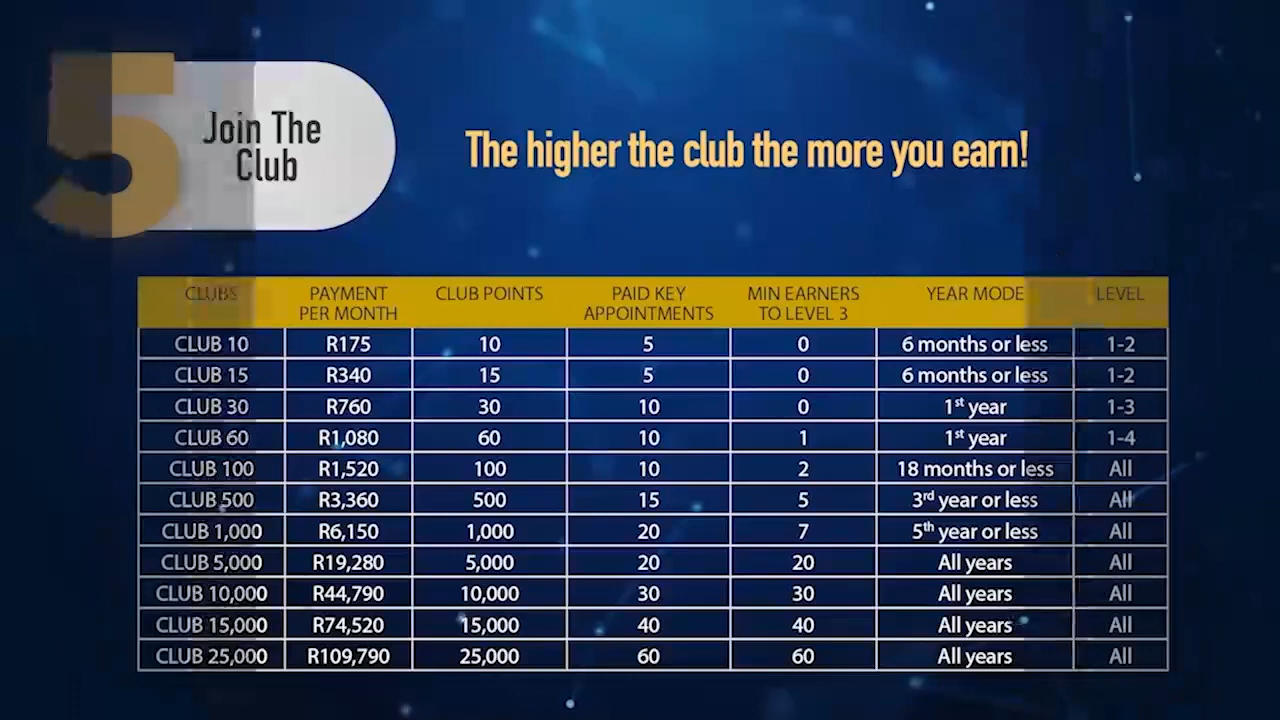 5
Join The
Club
The higher the club the more you earn!
CLUBS PAYMENT PER MONTH CLUB POINTS PAID KEY APPOINTMENTS MIN EARNERS TO LEVEL 3 YEAR MODE LEVEL
CLUB 10 R175 10 5 0 6 months or less 1-2
CLUB 15 R340 15 5 0 6 months or less 1-2
CLUB 30 R760 30 10 0 1st year 1-3
CLUB 60 R1,080 60 10 1 1st year 1-4
CLUB 100 R1,520 100 10 2 18 months or less All
CLUB 500 R3,360 500 15 5 3rd year or less All
CLUB 1,000 R6,150 1,000 20 7 5th year or less All
CLUB 5,000 R19,280 5,000 20 20 All years All
CLUB 10,000 R44,790 10,000 30 30 All years All
CLUB 15,000 R74,520 15,000 40 40 All years All
CLUB 25,000 R109,790 25,000 60 60 All years All